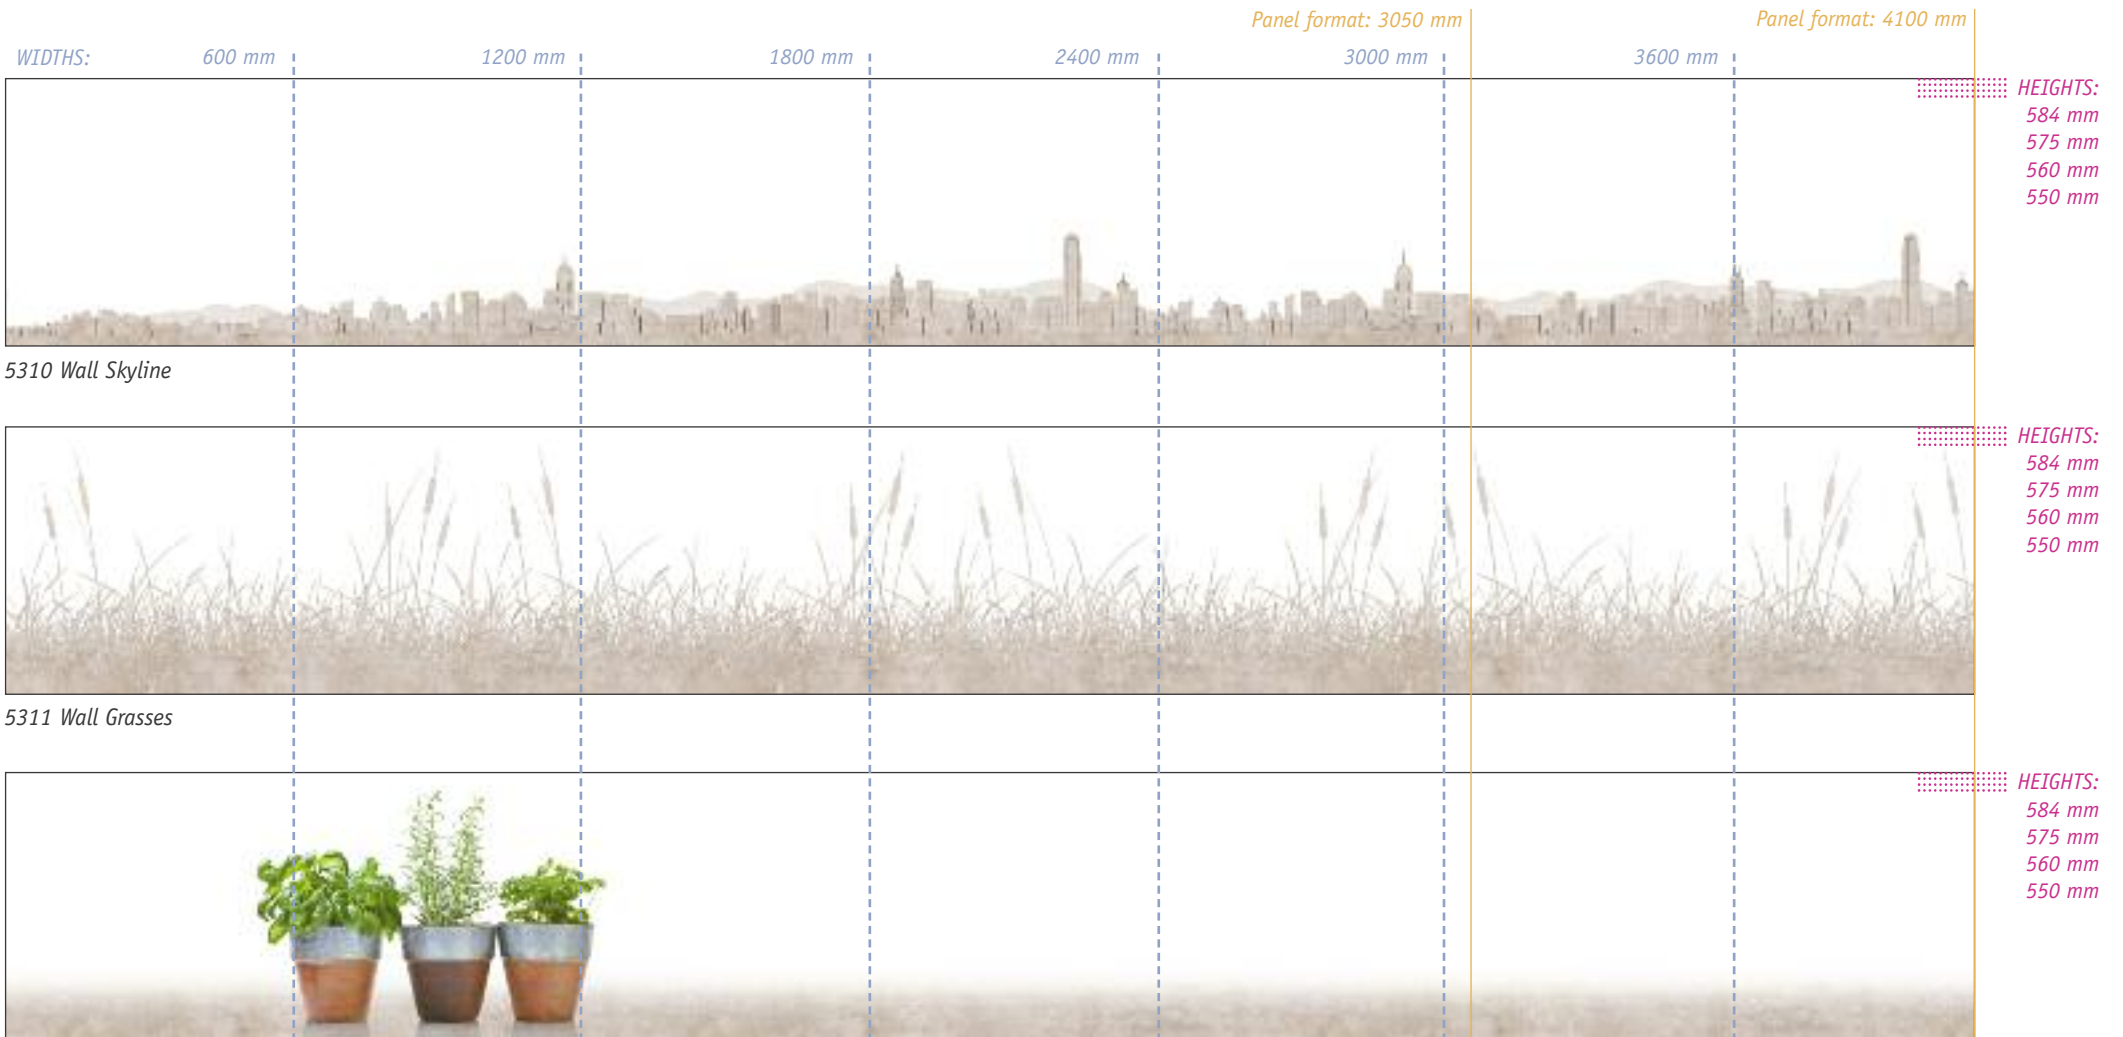 Panel format: 3050 mm
Panel format: 4100 mm
WIDTHS:
600 mm
1200 mm
1800 mm
2400 mm
3000 mm
3600 mm
HEIGHTS:
584 mm
575 mm
560 mm
550 mm
5310 Wall Skyline
HEIGHTS:
584 mm
575 mm
560 mm
550 mm
5311 Wall Grasses
HEIGHTS:
584 mm
575 mm
560 mm
550 mm